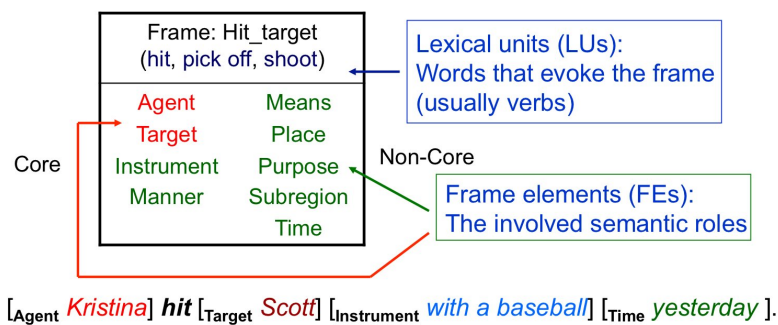 Frame: Hit_target
(hit, pick off, shoot)
Lexical units (LUs):
Words that evoke the frame
(usually verbs)
Agent Means
Target Place
Instrument Purpose
Manner Subregion
Time
Core
Non-Core
Frame elements (FEs):
The involved semantic roles
[Agent Kristina] hit [Target Scott] [Instrument with a baseball] [Time yesterday ].